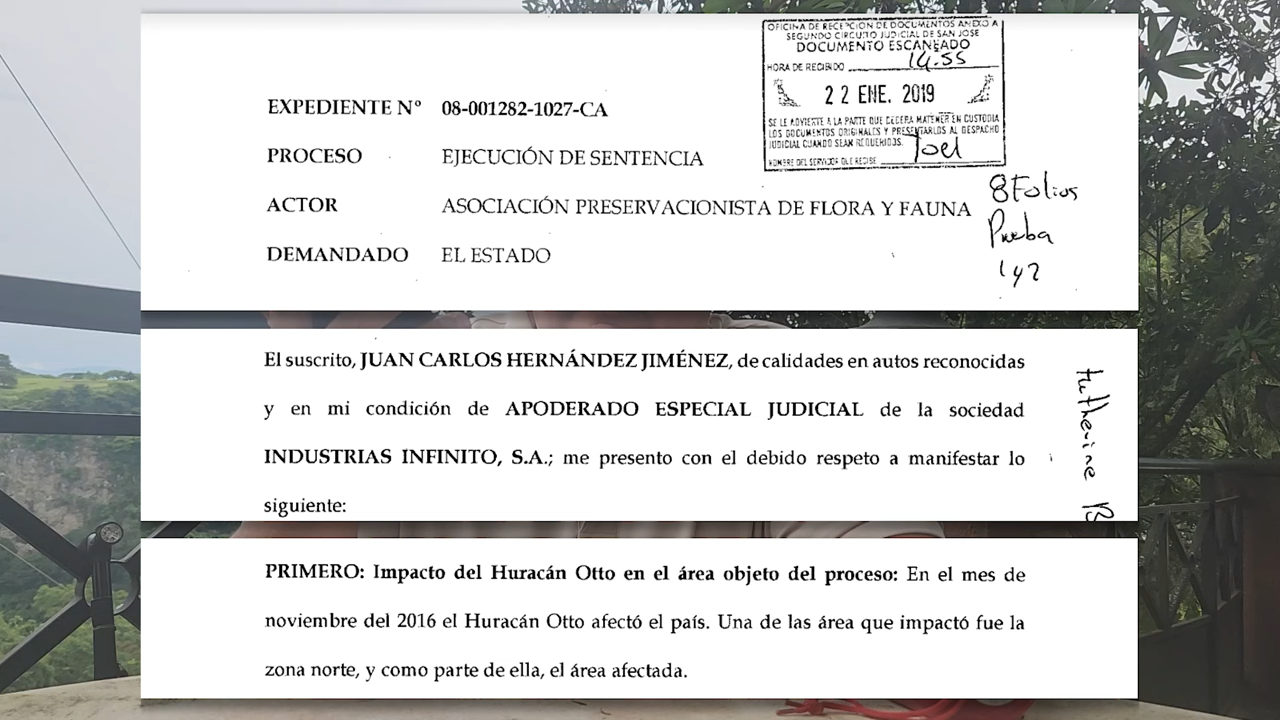 OFICINA DE RECEPCIÓN DE DOCUMENTOS ANEXO A
SEGUNDO CIRCUITO JUDICIAL DE SAN JOSE
DOCUMENTO ESCANEADO
HORA DE RECIBIDO 14:55
22 ENE. 2019
SE LE ADVIERTE A LA PARTE QUE DEBERA MATENER EN CUSTODIA
LOS DOCUMENTOS ORIGINALES Y PRESENTARLOS AL DESPACHO
JUDICIAL CUANDO SEAN REQUERIDOS.
NOMBRE DEL SERVIDOR QUE RECIBE Joel
EXPEDIENTE Nº 08-001282-1027-CA
PROCESO EJECUCIÓN DE SENTENCIA
ACTOR ASOCIACIÓN PRESERVACIONISTA DE FLORA Y FAUNA
DEMANDADO EL ESTADO
8 Folios
Prueba
1 y 2
El suscrito, JUAN CARLOS HERNÁNDEZ JIMÉNEZ, de calidades en autos reconocidas
y en mi condición de APODERADO ESPECIAL JUDICIAL de la sociedad
INDUSTRIAS INFINITO, S.A.; me presento con el debido respeto a manifestar lo
siguiente:
PRIMERO: Impacto del Huracán Otto en el área objeto del proceso: En el mes de
noviembre del 2016 el Huracán Otto afectó el país. Una de las área que impactó fue la
zona norte, y como parte de ella, el área afectada.